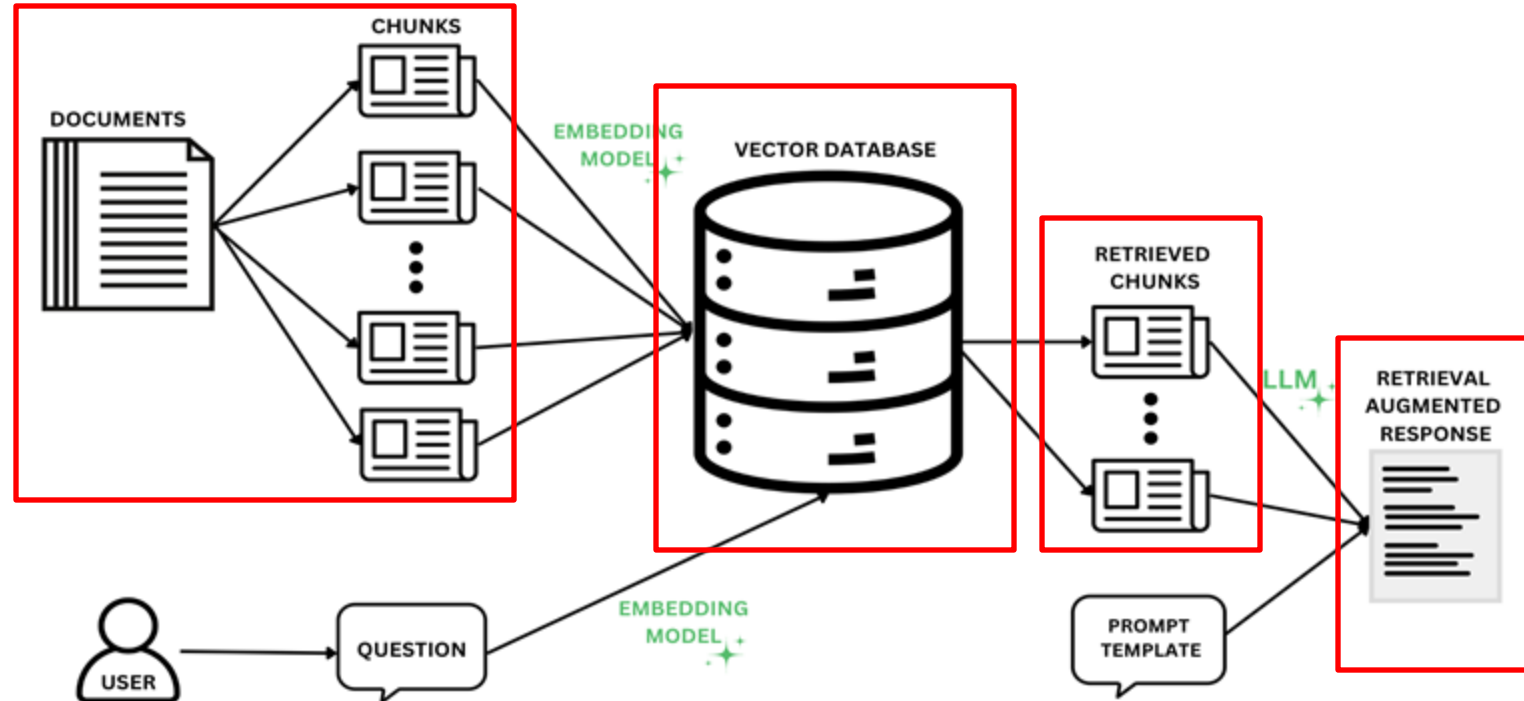 CHUNKS
DOCUMENTS
EMBEDDING
MODEL
VECTOR DATABASE
RETRIEVED
CHUNKS
LLM
RETRIEVAL
AUGMENTED
RESPONSE
USER
QUESTION
EMBEDDING
MODEL
PROMPT
TEMPLATE